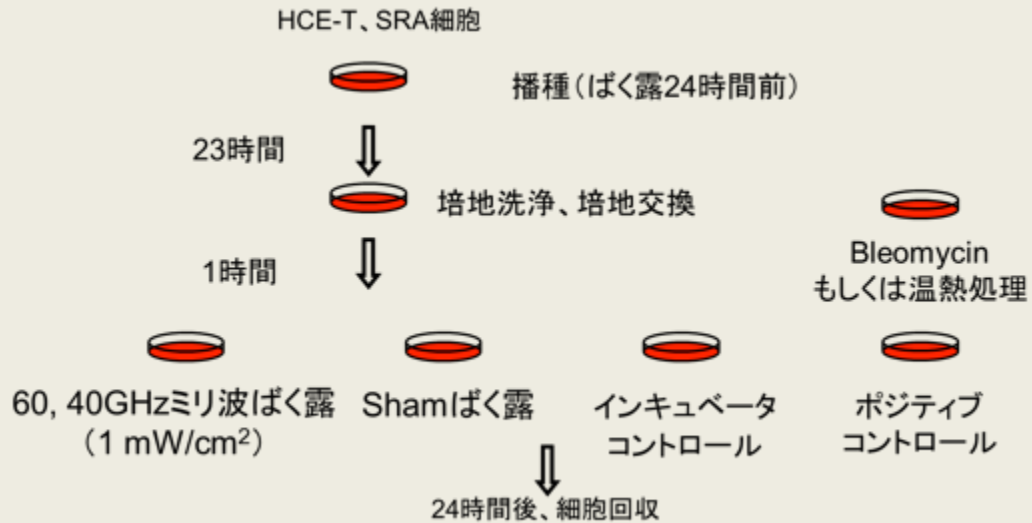 HCE-T、SRA細胞
播種（ばく露24時間前）
23時間
培地洗浄、培地交換
1時間
Bleomycin
もしくは温熱処理
60, 40GHzミリ波ばく露
（1 mW/cm²）
Shamばく露
インキュベータ
コントロール
ポジティブ
コントロール
24時間後、細胞回収